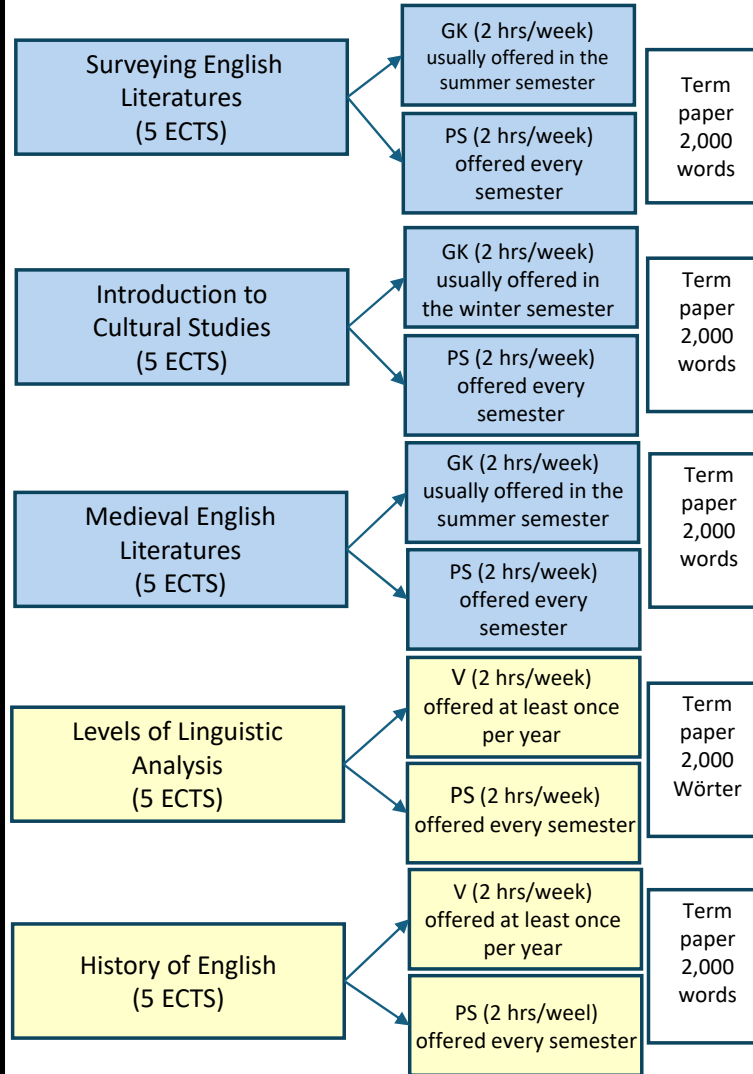 Surveying English
Literatures
(5 ECTS)
GK (2 hrs/week)
usually offered in the
summer semester
PS (2 hrs/week)
offered every
semester
Term
paper
2,000
words
Introduction to
Cultural Studies
(5 ECTS)
GK (2 hrs/week)
usually offered in
the winter semester
PS (2 hrs/week)
offered every
semester
Term
paper
2,000
words
Medieval English
Literatures
(5 ECTS)
GK (2 hrs/week)
usually offered in the
summer semester
PS (2 hrs/week)
offered every
semester
Term
paper
2,000
words
Levels of Linguistic
Analysis
(5 ECTS)
V (2 hrs/week)
offered at least once
per year
PS (2 hrs/week)
offered every semester
Term
paper
2,000
Wörter
History of English
(5 ECTS)
V (2 hrs/week)
offered at least once
per year
PS (2 hrs/weel)
offered every semester
Term
paper
2,000
words